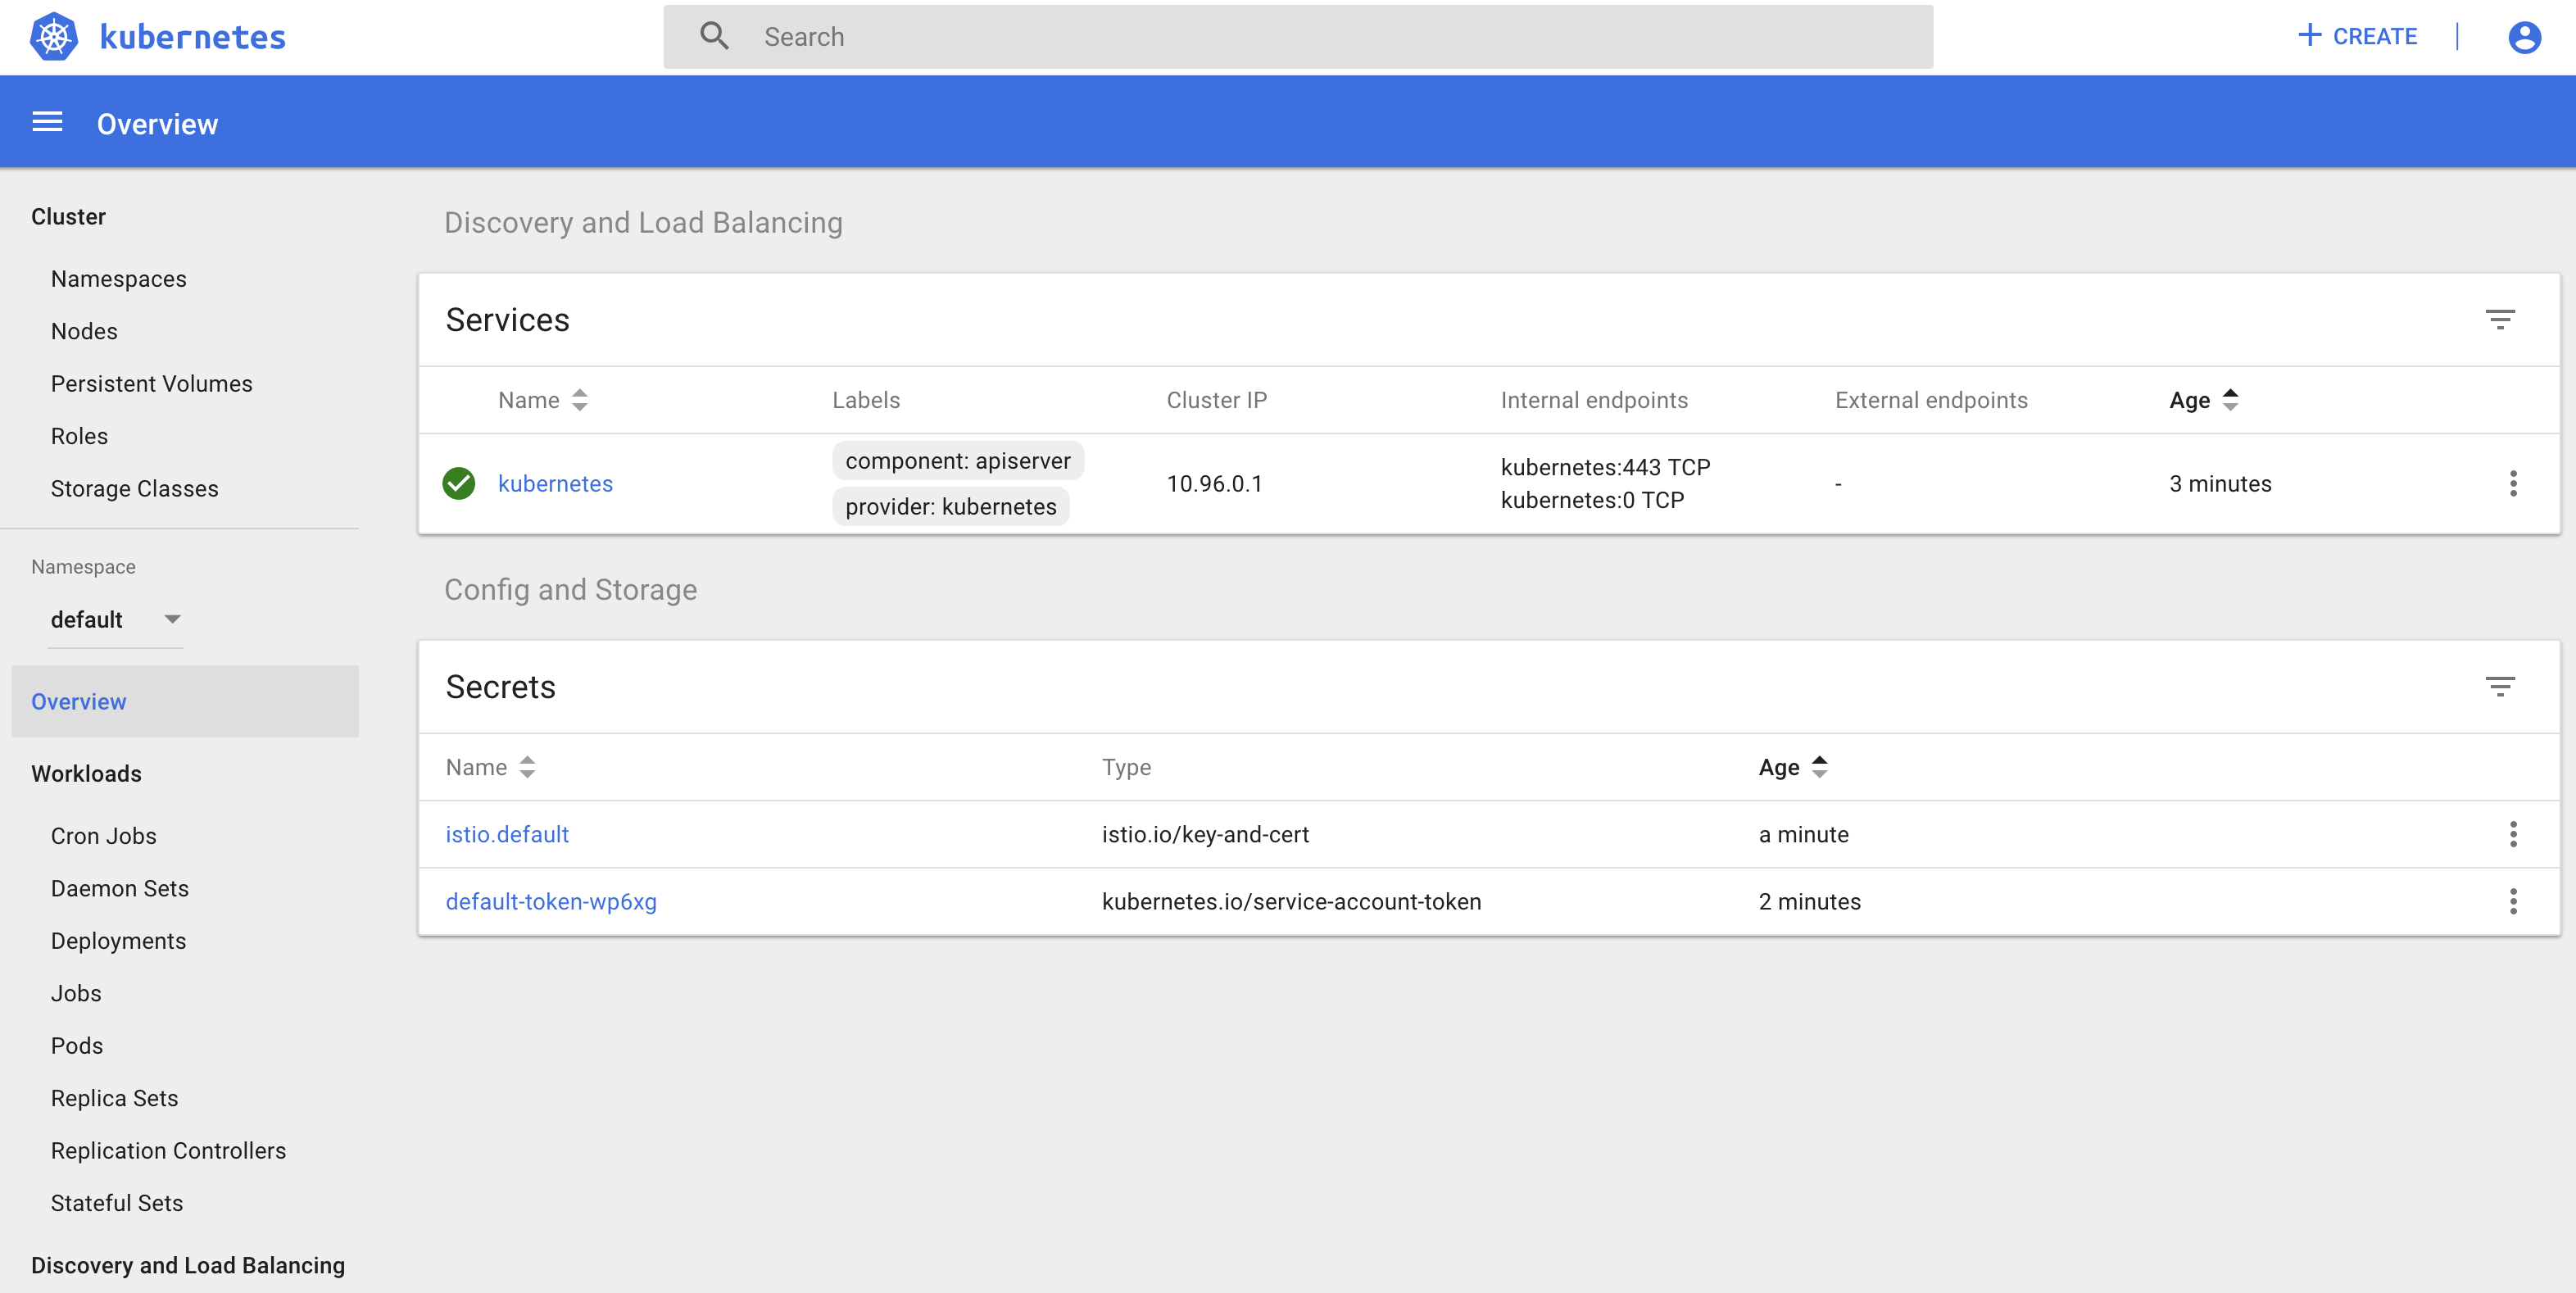 kubernetes
Search
CREATE
Overview
Cluster
Namespaces
Nodes
Persistent Volumes
Roles
Storage Classes
Namespace
default
Overview
Workloads
Cron Jobs
Daemon Sets
Deployments
Jobs
Pods
Replica Sets
Replication Controllers
Stateful Sets
Discovery and Load Balancing
Discovery and Load Balancing
Services
Name Labels Cluster IP Internal endpoints External endpoints Age
kubernetes component: apiserver provider: kubernetes 10.96.0.1 kubernetes:443 TCP kubernetes:0 TCP - 3 minutes
Config and Storage
Secrets
Name Type Age
istio.default istio.io/key-and-cert a minute
default-token-wp6xg kubernetes.io/service-account-token 2 minutes